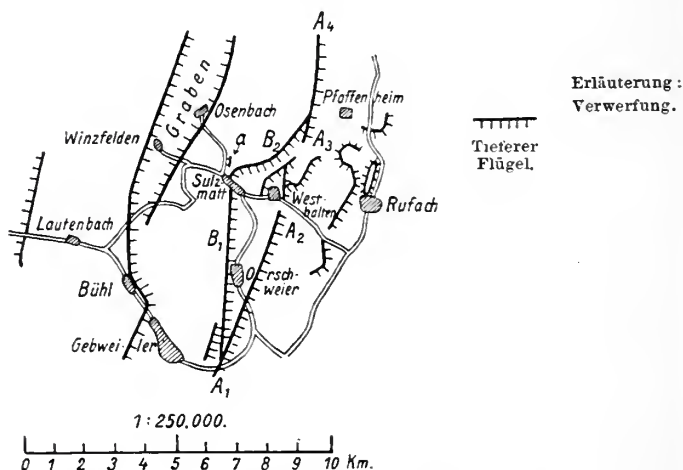 A4
Erläuterung:
Verwerfung.
Tieferer
Flügel.
Graben
Osenbach
Pfaffenheim
Winzfelden
B2
A3
a
Sulzmatt
Westhalten
Rufach
Lautenbach
B1
A2
Orschweier
Bühl
Gebweiler
A1
1:250.000.
0 1 2 3 4 5 6 7 8 9 10 Km.